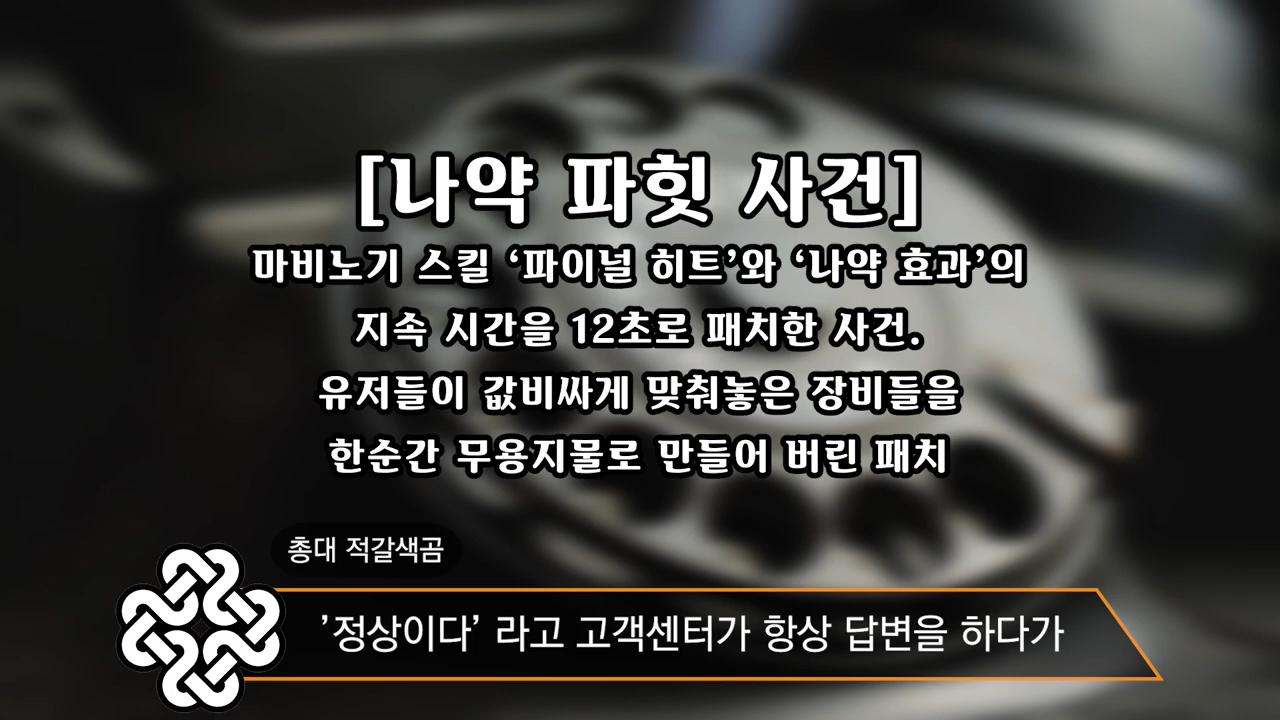 [나약 파힛 사건]
마비노기 스킬 ‘파이널 히트’와 ‘나약 효과’의
지속 시간을 12초로 패치한 사건.
유저들이 값비싸게 맞춰놓은 장비들을
한순간 무용지물로 만들어 버린 패치
총대 적갈색곰
’정상이다’ 라고 고객센터가 항상 답변을 하다가